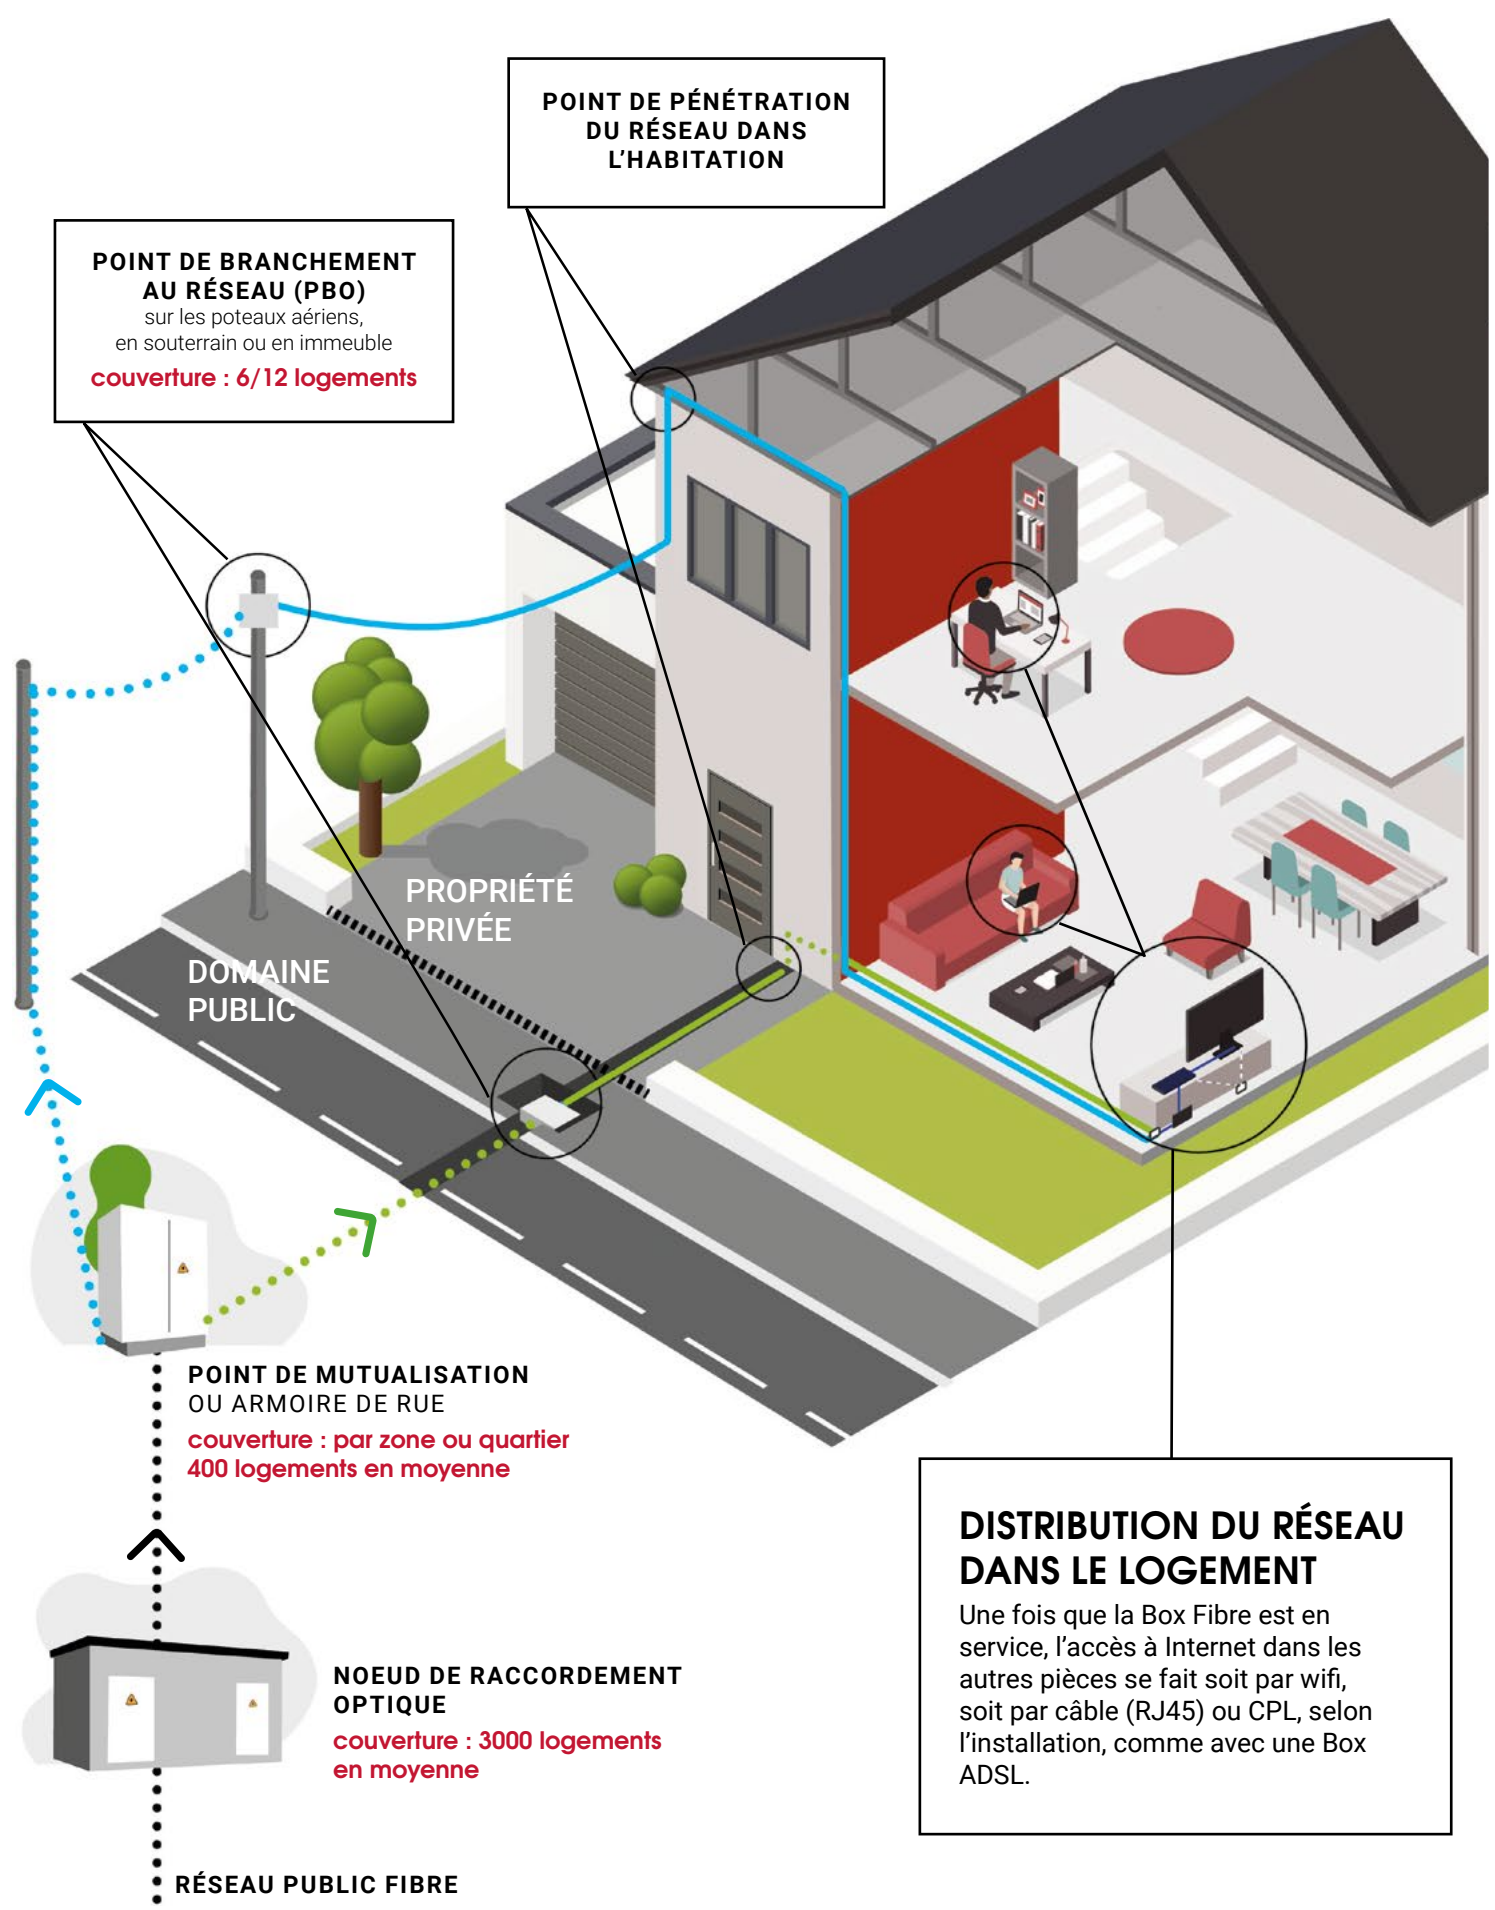 POINT DE PÉNÉTRATION
DU RÉSEAU DANS
L'HABITATION
POINT DE BRANCHEMENT
AU RÉSEAU (PBO)
sur les poteaux aériens,
en souterrain ou en immeuble
couverture : 6/12 logements
PROPRIÉTÉ
PRIVÉE
DOMAINE
PUBLIC
POINT DE MUTUALISATION
OU ARMOIRE DE RUE
couverture : par zone ou quartier
400 logements en moyenne
NOEUD DE RACCORDEMENT
OPTIQUE
couverture : 3000 logements
en moyenne
RÉSEAU PUBLIC FIBRE
DISTRIBUTION DU RÉSEAU
DANS LE LOGEMENT
Une fois que la Box Fibre est en
service, l'accès à Internet dans les
autres pièces se fait soit par wifi,
soit par câble (RJ45) ou CPL, selon
l'installation, comme avec une Box
ADSL.